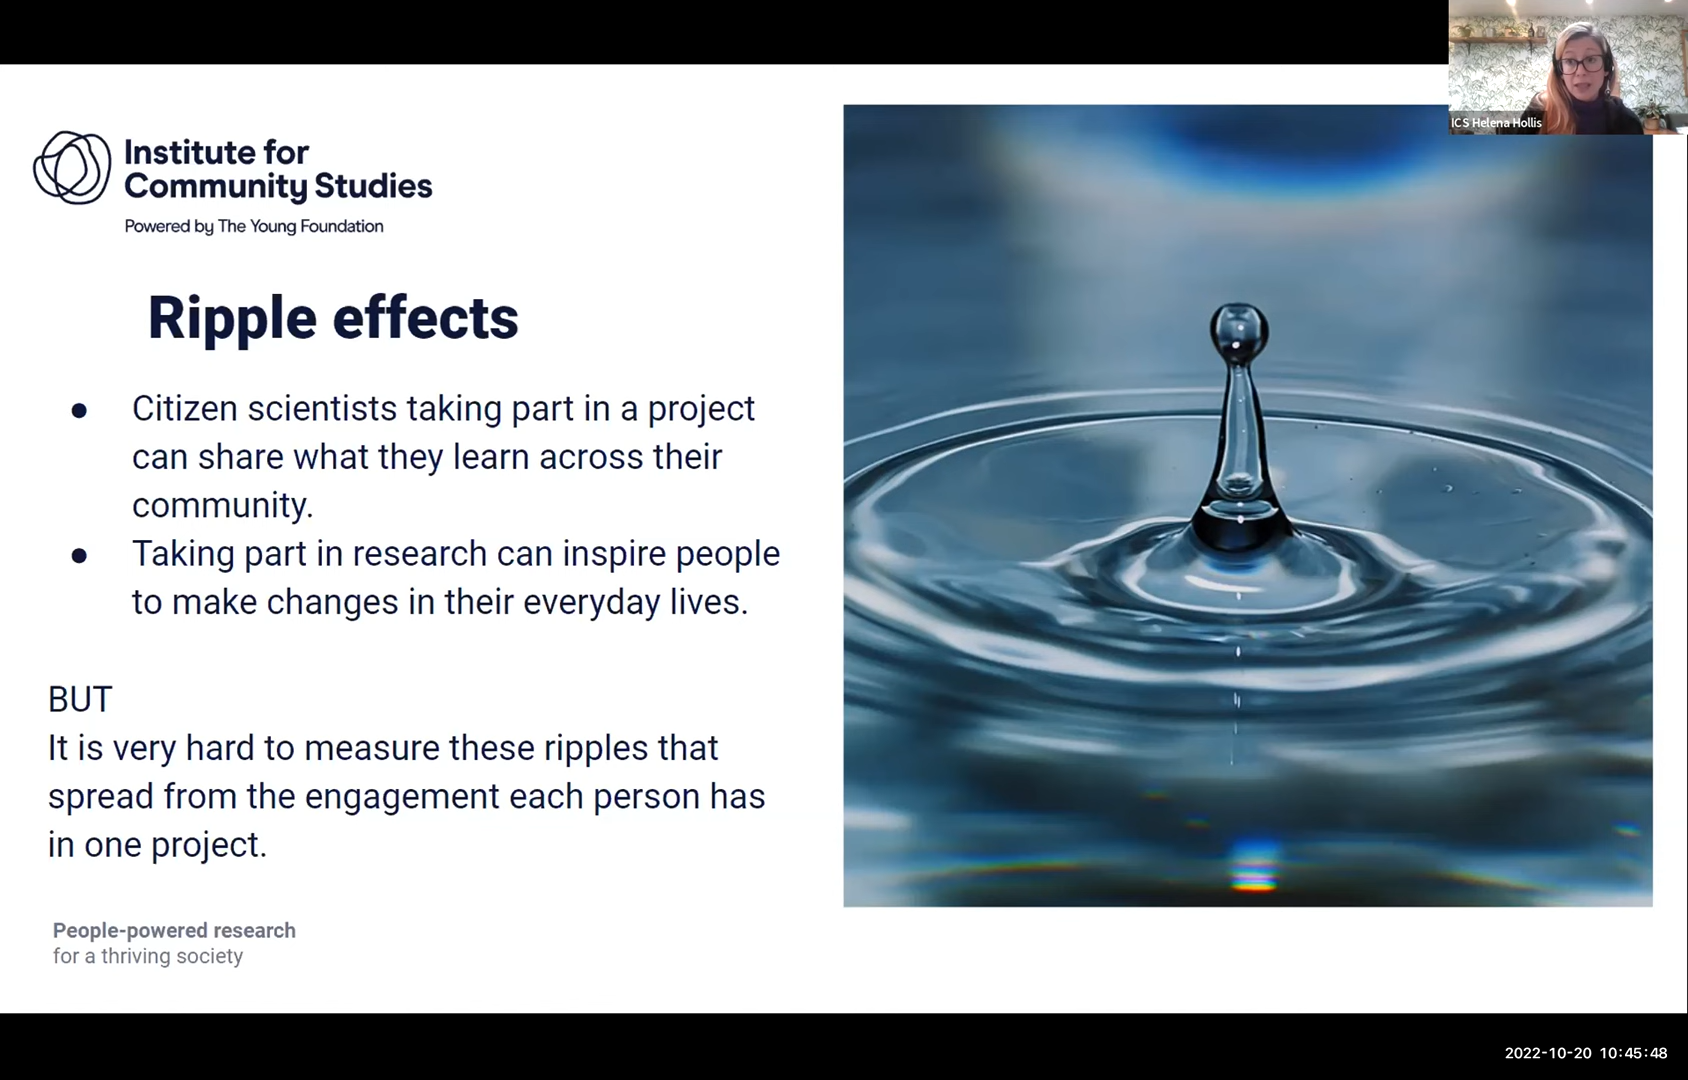 ICS Helena Hollis
Institute for
Community Studies
Powered by The Young Foundation
Ripple effects
● Citizen scientists taking part in a project
can share what they learn across their
community.
● Taking part in research can inspire people
to make changes in their everyday lives.
BUT
It is very hard to measure these ripples that
spread from the engagement each person has
in one project.
People-powered research
for a thriving society
2022-10-20 10:45:48